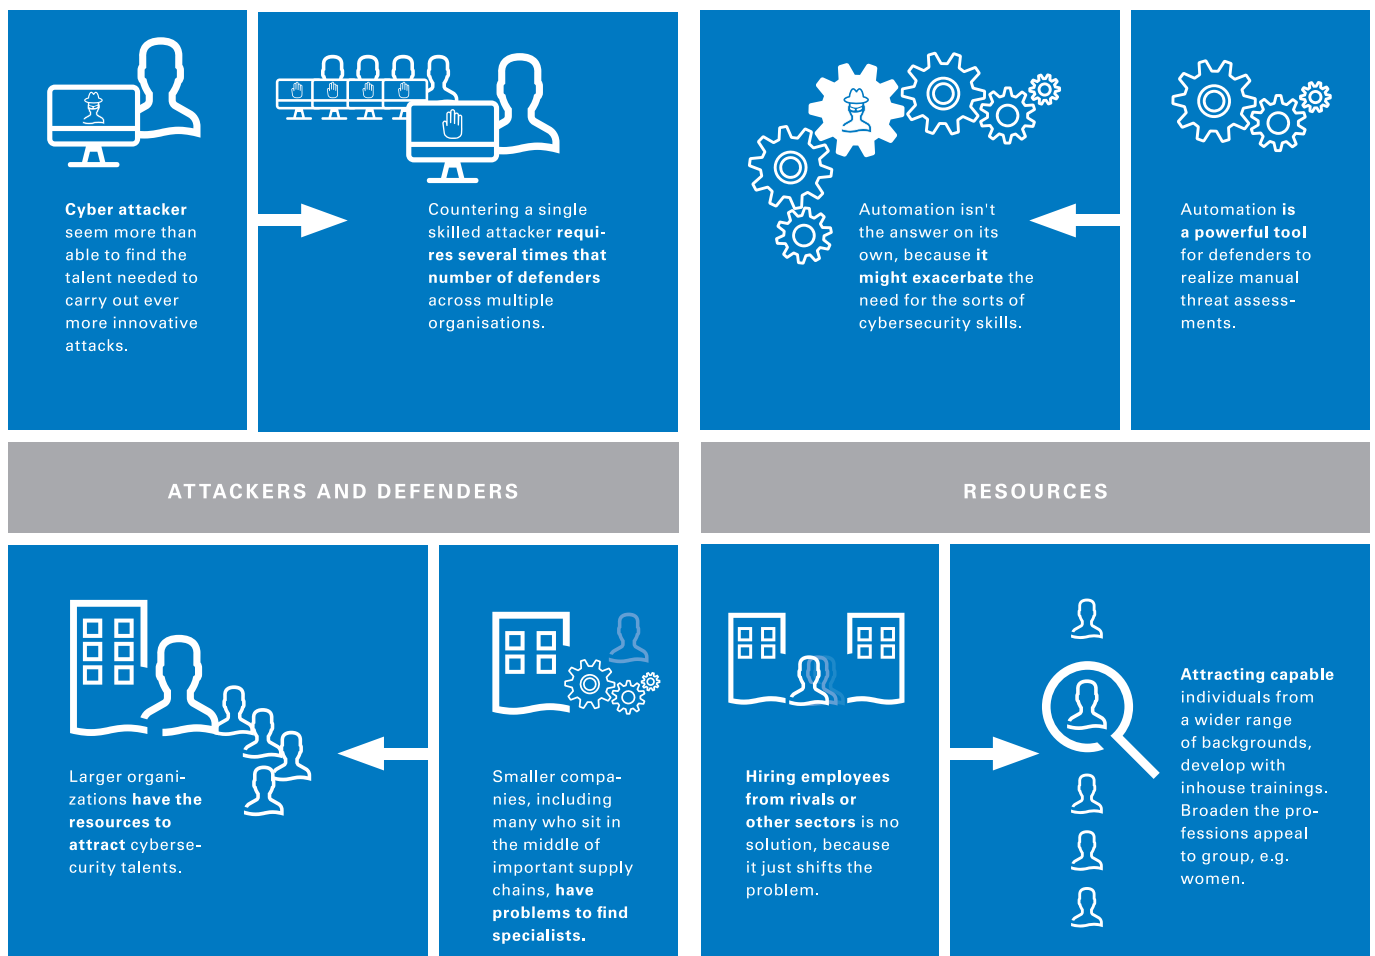 Cyber attacker
seem more than
able to find the
talent needed to
carry out ever
more innovative
attacks.
Countering a single
skilled attacker requi-
res several times that
number of defenders
across multiple
organisations.
Automation isn't
the answer on its
own, because it
might exacerbate the
need for the sorts of
cybersecurity skills.
Automation is
a powerful tool
for defenders to
realize manual
threat assess-
ments.
ATTACKERS AND DEFENDERS
RESOURCES
Larger organi-
zations have the
resources to
attract cyberse-
curity talents.
Smaller compa-
nies, including
many who sit in
the middle of
important supply
chains, have
problems to find
specialists.
Hiring employees
from rivals or
other sectors is no
solution, because
it just shifts the
problem.
Attracting capable
individuals from
a wider range
of backgrounds,
develop with
inhouse trainings.
Broaden the pro-
fessions appeal
to group, e.g.
women.